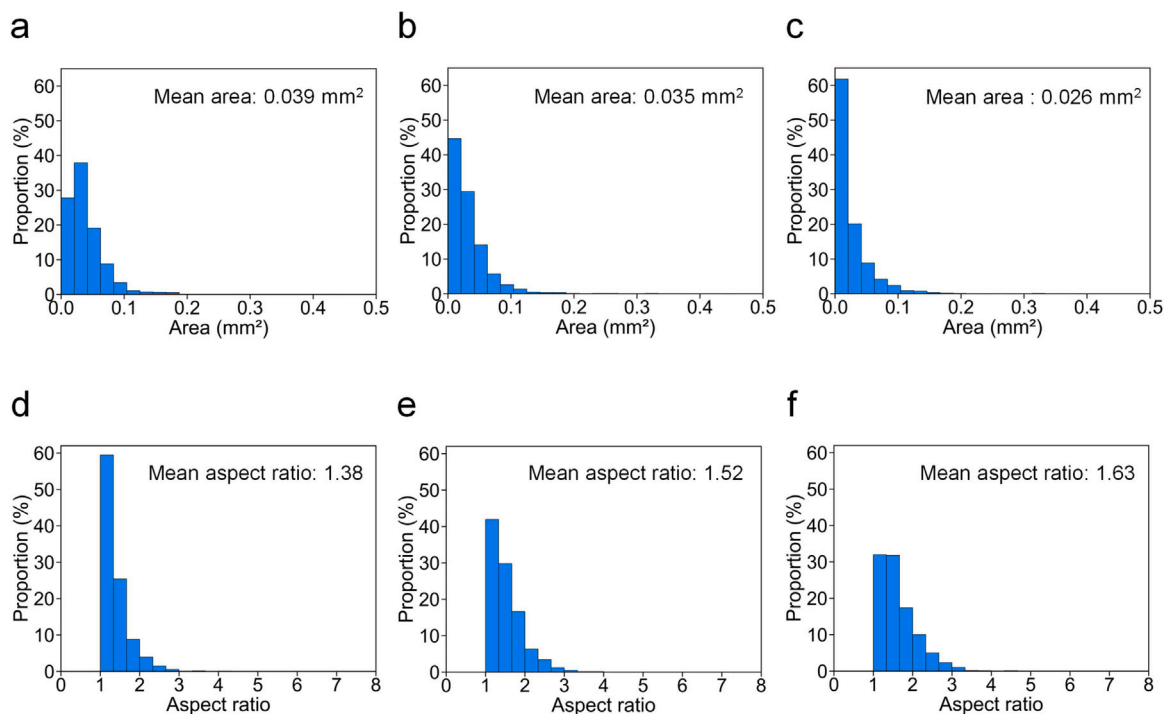 a
b
c
Mean area: 0.039 mm²
Mean area: 0.035 mm²
Mean area : 0.026 mm²
Proportion (%)
60
50
40
30
20
10
0
0.0 0.1 0.2 0.3 0.4 0.5
Area (mm²)
Proportion (%)
60
50
40
30
20
10
0
0.0 0.1 0.2 0.3 0.4 0.5
Area (mm²)
Proportion (%)
60
50
40
30
20
10
0
0.0 0.1 0.2 0.3 0.4 0.5
Area (mm²)
d
e
f
Mean aspect ratio: 1.38
Mean aspect ratio: 1.52
Mean aspect ratio: 1.63
Proportion (%)
60
50
40
30
20
10
0
0 1 2 3 4 5 6 7 8
Aspect ratio
Proportion (%)
60
50
40
30
20
10
0
0 1 2 3 4 5 6 7 8
Aspect ratio
Proportion (%)
60
50
40
30
20
10
0
0 1 2 3 4 5 6 7 8
Aspect ratio